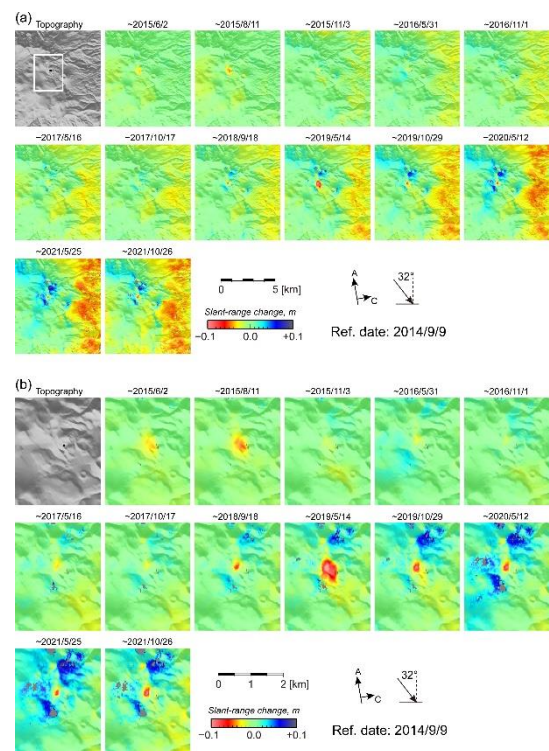 (a)
Topography ~2015/6/2 ~2015/8/11 ~2015/11/3 ~2016/5/31 ~2016/11/1
~2017/5/16 ~2017/10/17 ~2018/9/18 ~2019/5/14 ~2019/10/29 ~2020/5/12
~2021/5/25 ~2021/10/26
0 5 [km]
Slant-range change, m
−0.1 0.0 +0.1
A C 32°
Ref. date: 2014/9/9
(b)
Topography ~2015/6/2 ~2015/8/11 ~2015/11/3 ~2016/5/31 ~2016/11/1
~2017/5/16 ~2017/10/17 ~2018/9/18 ~2019/5/14 ~2019/10/29 ~2020/5/12
~2021/5/25 ~2021/10/26
0 1 2 [km]
Slant-range change, m
−0.1 0.0 +0.1
A C 32°
Ref. date: 2014/9/9